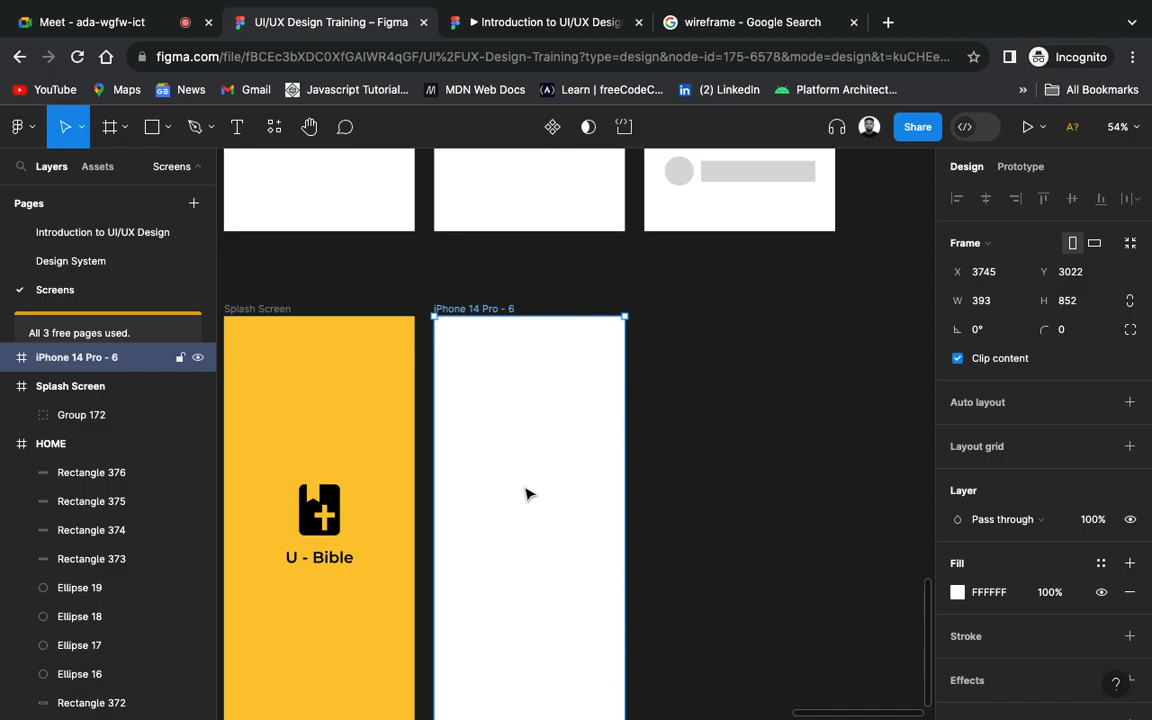 Meet - ada-wgfw-ict
UI/UX Design Training – Figma
Introduction to UI/UX Desig
wireframe - Google Search
figma.com/file/fBCEc3bXDC0XfGAlWR4qGF/UI%2FUX-Design-Training?type=design&node-id=175-6578&mode=design&t=kuCHEe...
Incognito
YouTube
Maps
News
Gmail
Javascript Tutorial...
MDN Web Docs
Learn | freeCodeC...
(2) LinkedIn
Platform Architect...
»
All Bookmarks
Share
A?
54%
Layers
Assets
Screens
Design
Prototype
Pages
Introduction to UI/UX Design
Design System
Screens
All 3 free pages used.
iPhone 14 Pro - 6
Splash Screen
Group 172
HOME
Rectangle 376
Rectangle 375
Rectangle 374
Rectangle 373
Ellipse 19
Ellipse 18
Ellipse 17
Ellipse 16
Rectangle 372
Splash Screen
iPhone 14 Pro - 6
U - Bible
Frame
X 3745
Y 3022
W 393
H 852
0°
0
Clip content
Auto layout
Layout grid
Layer
Pass through
100%
Fill
FFFFFF
100%
Stroke
Effects
?